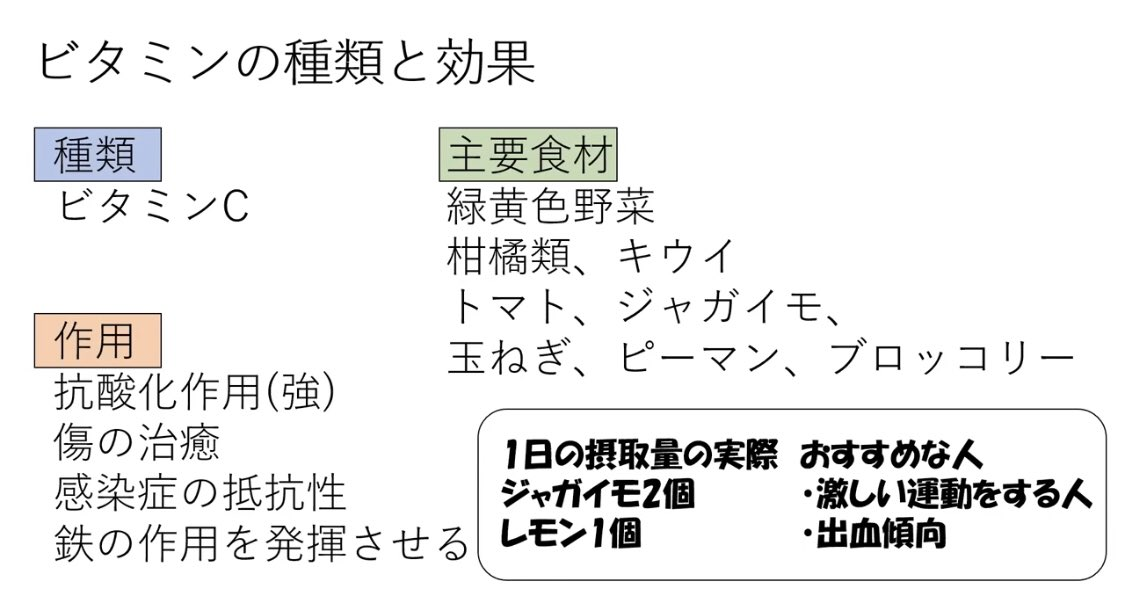 ビタミンの種類と効果
種類
ビタミンC
作用
抗酸化作用(強)
傷の治癒
感染症の抵抗性
鉄の作用を発揮させる
主要食材
緑黄色野菜
柑橘類、キウイ
トマト、ジャガイモ、
玉ねぎ、ピーマン、ブロッコリー
1日の摂取量の実際
ジャガイモ2個
レモン1個
おすすめな人
・激しい運動をする人
・出血傾向